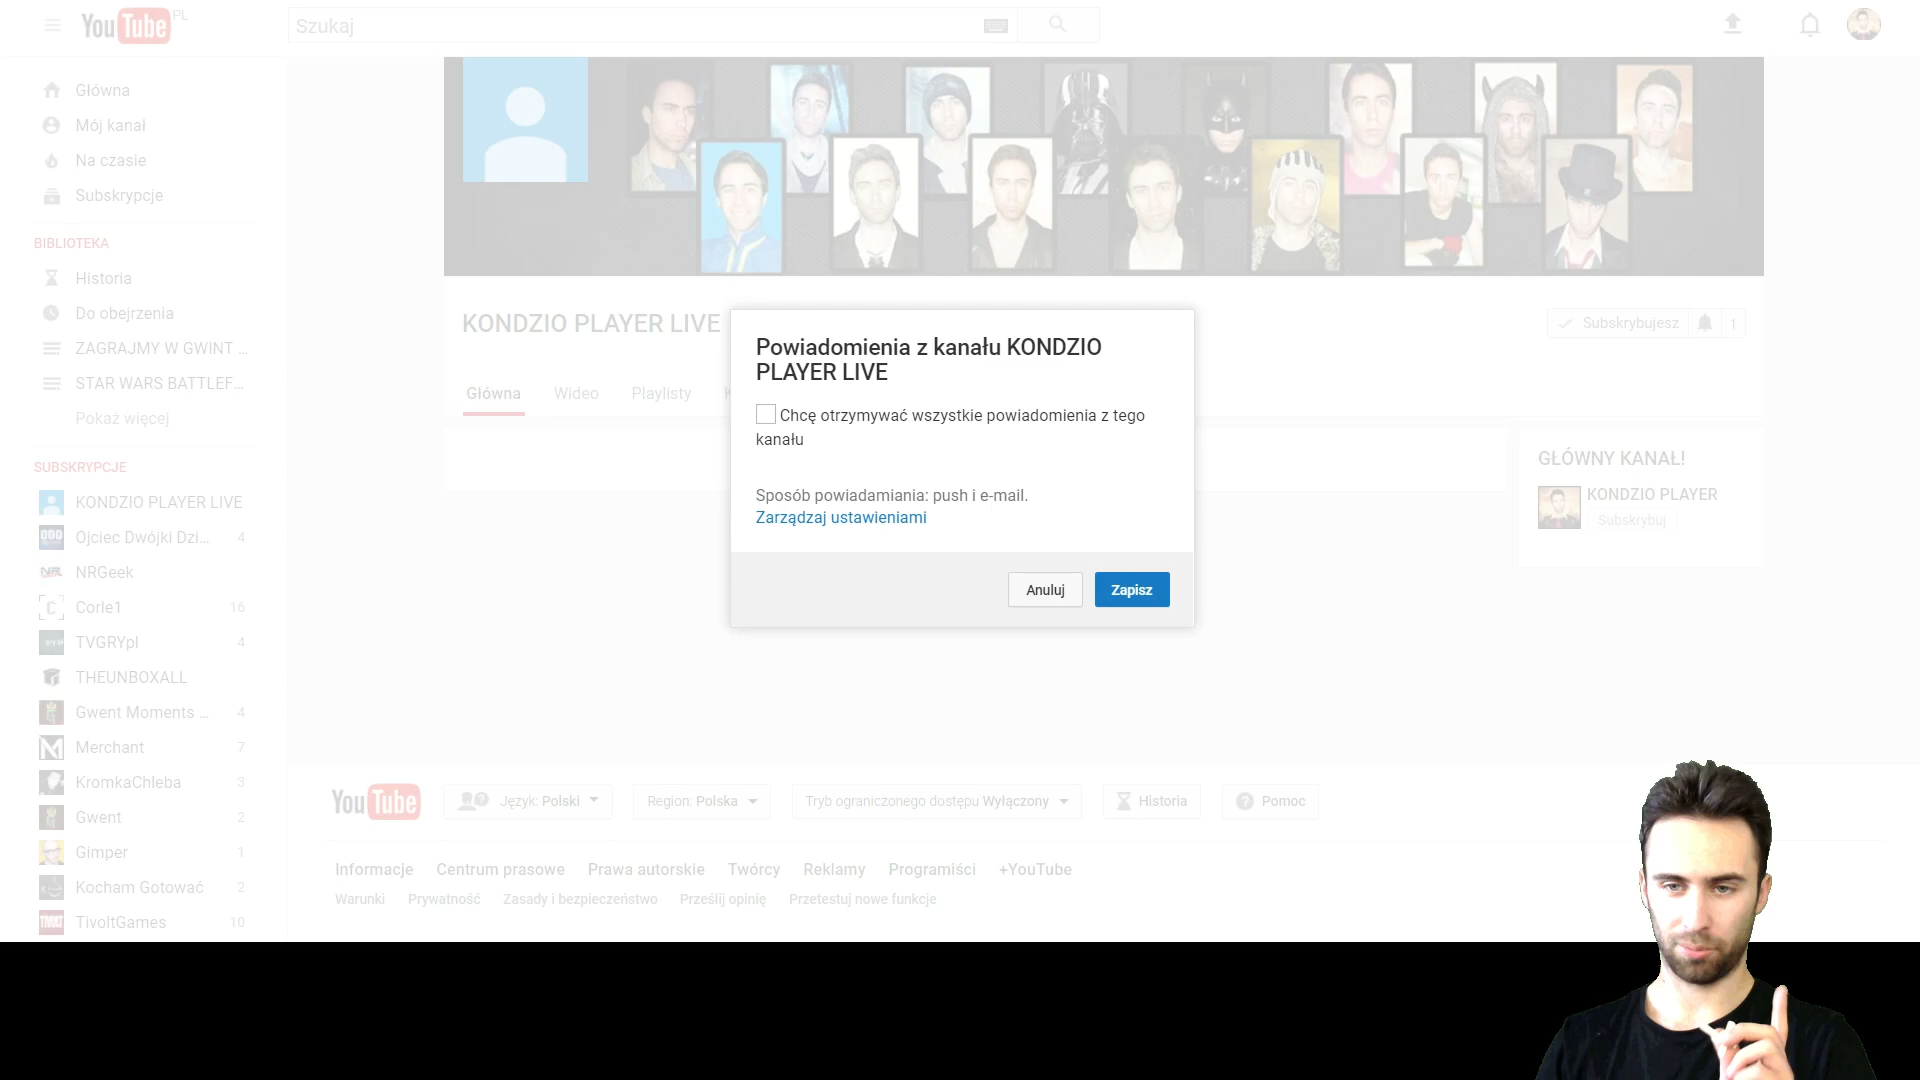 YouTube PL
Szukaj
Główna
Mój kanał
Na czasie
Subskrypcje
BIBLIOTEKA
Historia
Do obejrzenia
ZAGRAJMY W GWINT ...
STAR WARS BATTLEF...
Pokaż więcej
SUBSKRYPCJE
KONDZIO PLAYER LIVE
Ojciec Dwójki Dzi... 4
NRGeek
Corle1 16
TVGRYpl 4
THEUNBOXALL
Gwent Moments ... 4
Merchant 7
KromkaChleba 3
Gwent 2
Gimper 1
Kocham Gotować 2
TivoltGames 10
KONDZIO PLAYER LIVE
Subskrybujesz 1
Główna Wideo Playlisty
Powiadomienia z kanału KONDZIO
PLAYER LIVE
Chcę otrzymywać wszystkie powiadomienia z tego
kanału
Sposób powiadamiania: push i e-mail.
Zarządzaj ustawieniami
Anuluj Zapisz
GŁÓWNY KANAŁ!
KONDZIO PLAYER
Subskrybuj
YouTube Język: Polski Region: Polska Tryb ograniczonego dostępu Wyłączony Historia Pomoc
Informacje Centrum prasowe Prawa autorskie Twórcy Reklamy Programiści +YouTube
Warunki Prywatność Zasady i bezpieczeństwo Prześlij opinię Przetestuj nowe funkcje